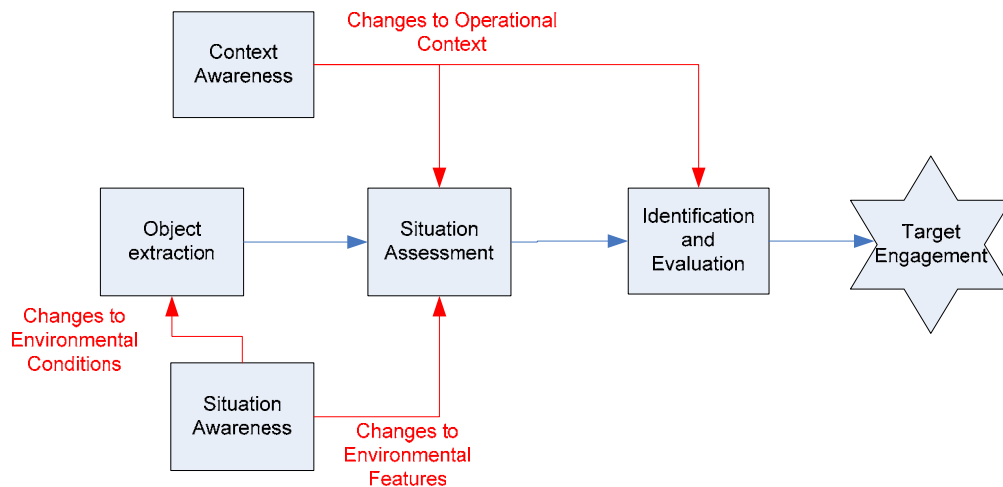 Changes to Operational
Context
Context
Awareness
Object
extraction
Situation
Assessment
Identification
and
Evaluation
Target
Engagement
Changes to
Environmental
Conditions
Situation
Awareness
Changes to
Environmental
Features